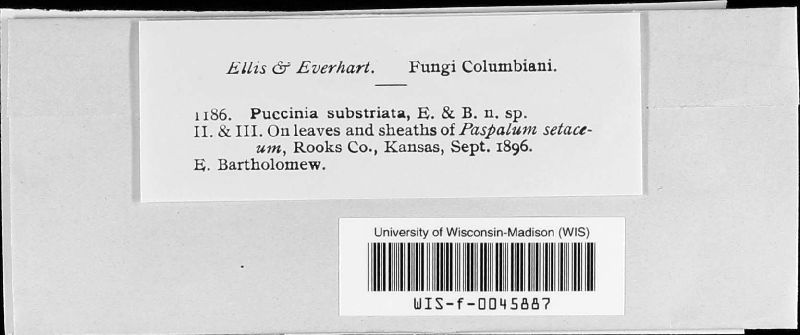 Ellis & Everhart. Fungi Columbiani.
1186. Puccinia substriata, E. & B. n. sp.
II. & III. On leaves and sheaths of Paspalum setace-
um, Rooks Co., Kansas, Sept. 1896.
E. Bartholomew.
University of Wisconsin-Madison (WIS)
WIS-f-0045887